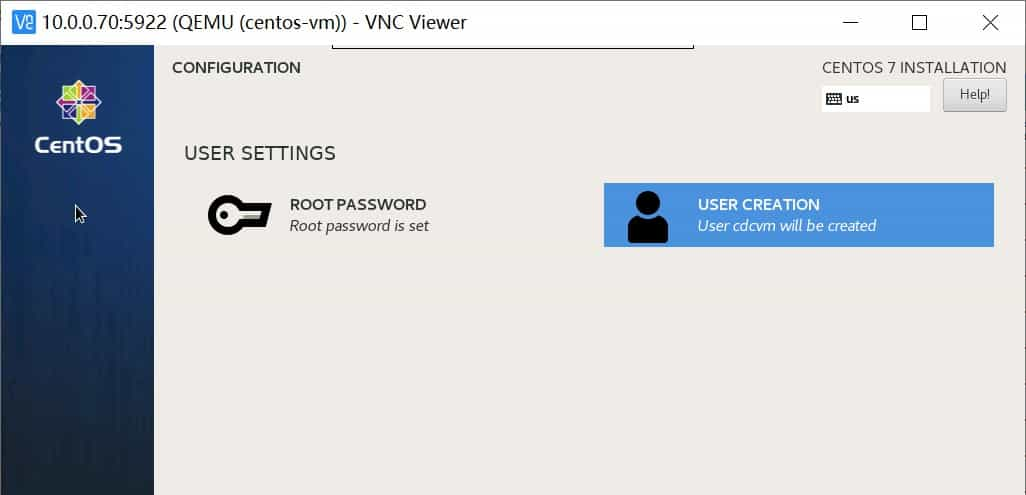 V2 10.0.0.70:5922 (QEMU (centos-vm)) - VNC Viewer
CONFIGURATION
CENTOS 7 INSTALLATION
us
Help!
CentOS
USER SETTINGS
ROOT PASSWORD
Root password is set
USER CREATION
User cdcvm will be created